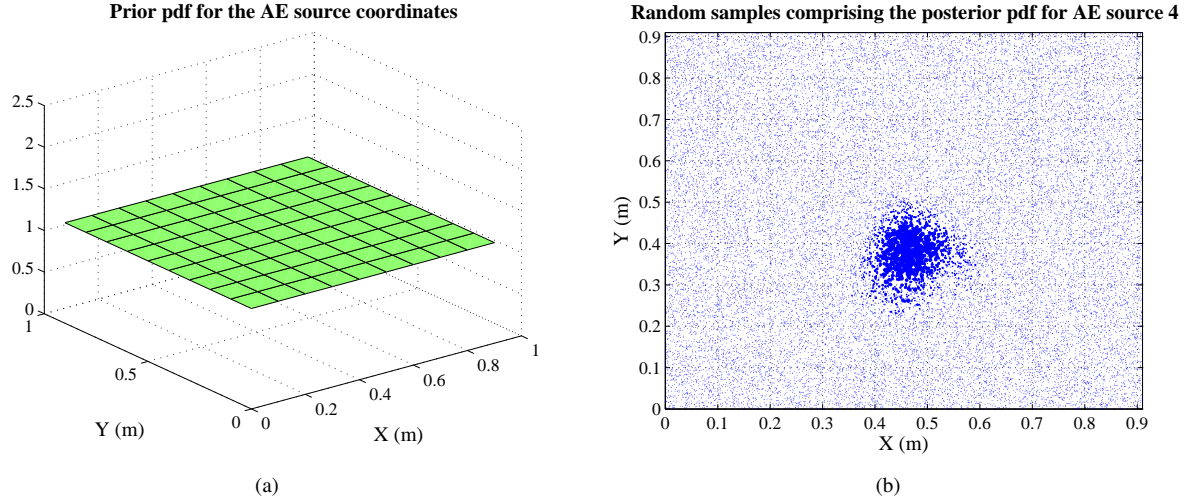 Prior pdf for the AE source coordinates
2.5
2
1.5
1
0.5
0
1
0.5
0
0
0.2
0.4
0.6
0.8
1
Y (m)
X (m)
(a)
Random samples comprising the posterior pdf for AE source 4
0.9
0.8
0.7
0.6
0.5
0.4
0.3
0.2
0.1
0
Y (m)
0 0.1 0.2 0.3 0.4 0.5 0.6 0.7 0.8 0.9
X (m)
(b)